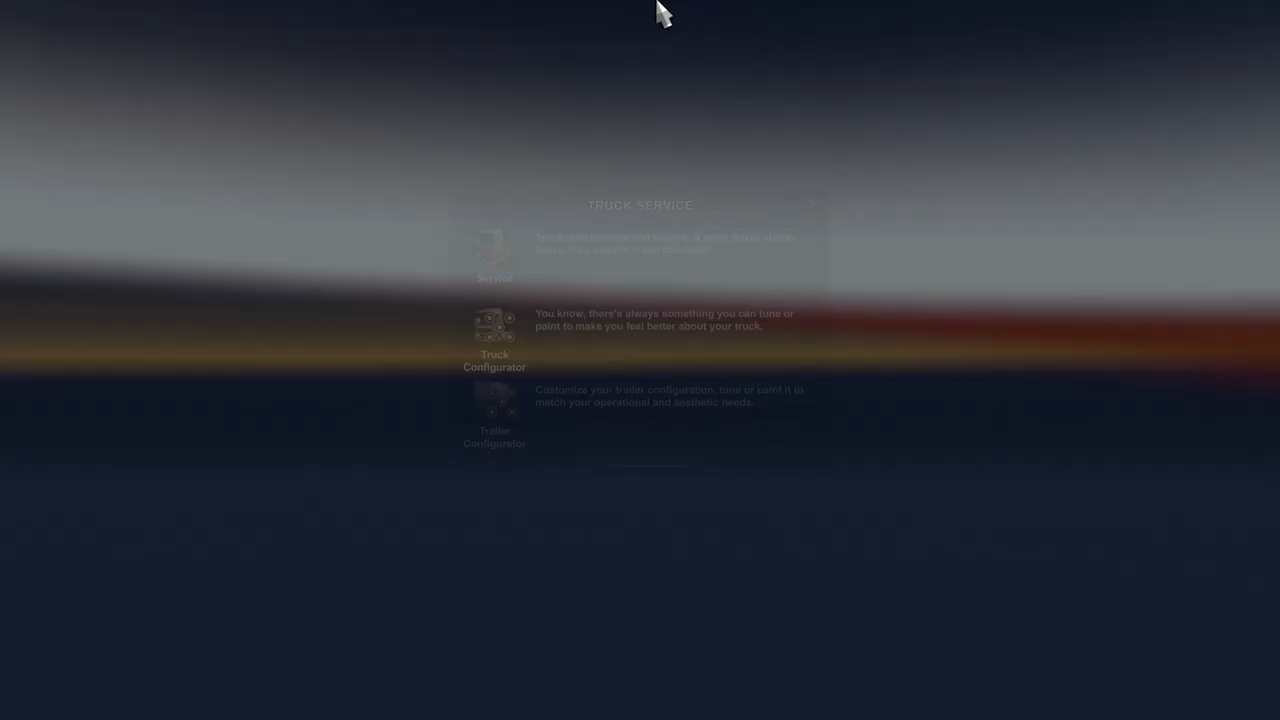 TRUCK SERVICE
Service
You know, there's always something you can tune or
paint to make you feel better about your truck.
Truck
Configurator
Customize your trailer configuration, tune or paint it to
match your operational and aesthetic needs.
Trailer
Configurator